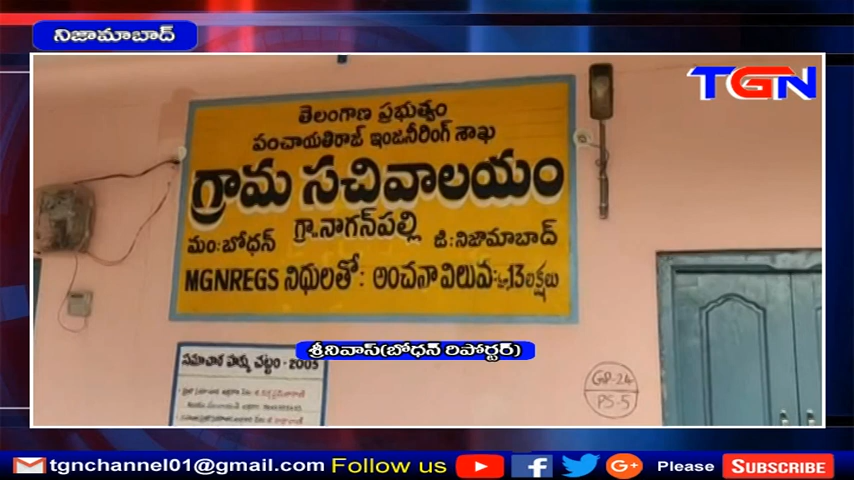 నిజామాబాద్
TGN
తెలంగాణ ప్రభుత్వం
పంచాయతిరాజ్ ఇంజనీరింగ్ శాఖ
గ్రామ సచివాలయం
మం:బోధన్ గ్రా.నాగన్‌పల్లి జి:నిజామాబాద్
MGNREGS నిధులతో: అంచనా విలువ:రూ,13 లక్షలు
శ్రీనివాస్(బోధన్ రిపోర్టర్)
సమాచార హక్కు చట్టం - 2005
GP-24
PS-5
tgnchannel01@gmail.com Follow us Please SUBSCRIBE